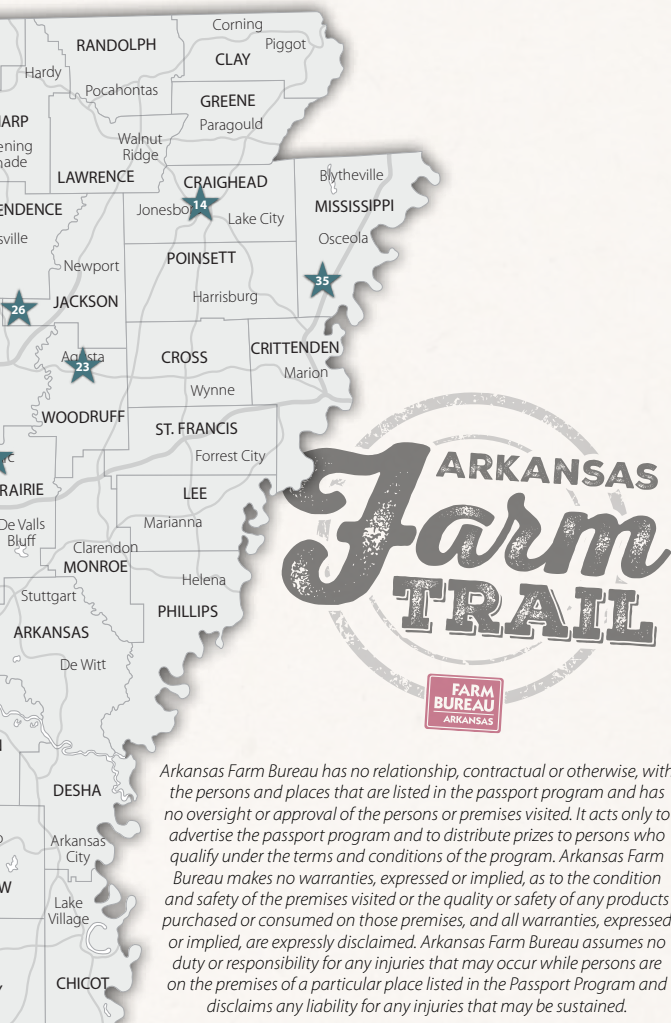 Corning
RANDOLPH
Piggot
CLAY
Hardy
Pocahontas
GREENE
ARP
Paragould
ening
ade
Walnut
Ridge
LAWRENCE
CRAIGHEAD
Blytheville
ENDENCE
Jonesbo
14
Lake City
MISSISSIPPI
sville
Osceola
POINSETT
Newport
35
26
JACKSON
Harrisburg
CRITTENDEN
Agusta
23
CROSS
Marion
Wynne
WOODRUFF
ST. FRANCIS
Forrest City
c
RAIRIE
LEE
De Valls
Bluff
Marianna
Clarendon
MONROE
Helena
Stuttgart
PHILLIPS
ARKANSAS
De Witt
DESHA
Arkansas
City
W
Lake
Village
CHICOT
ARKANSAS
Farm
TRAIL
FARM
BUREAU
ARKANSAS
Arkansas Farm Bureau has no relationship, contractual or otherwise, with
the persons and places that are listed in the passport program and has
no oversight or approval of the persons or premises visited. It acts only to
advertise the passport program and to distribute prizes to persons who
qualify under the terms and conditions of the program. Arkansas Farm
Bureau makes no warranties, expressed or implied, as to the condition
and safety of the premises visited or the quality or safety of any products
purchased or consumed on those premises, and all warranties, expressed
or implied, are expressly disclaimed. Arkansas Farm Bureau assumes no
duty or responsibility for any injuries that may occur while persons are
on the premises of a particular place listed in the Passport Program and
disclaims any liability for any injuries that may be sustained.